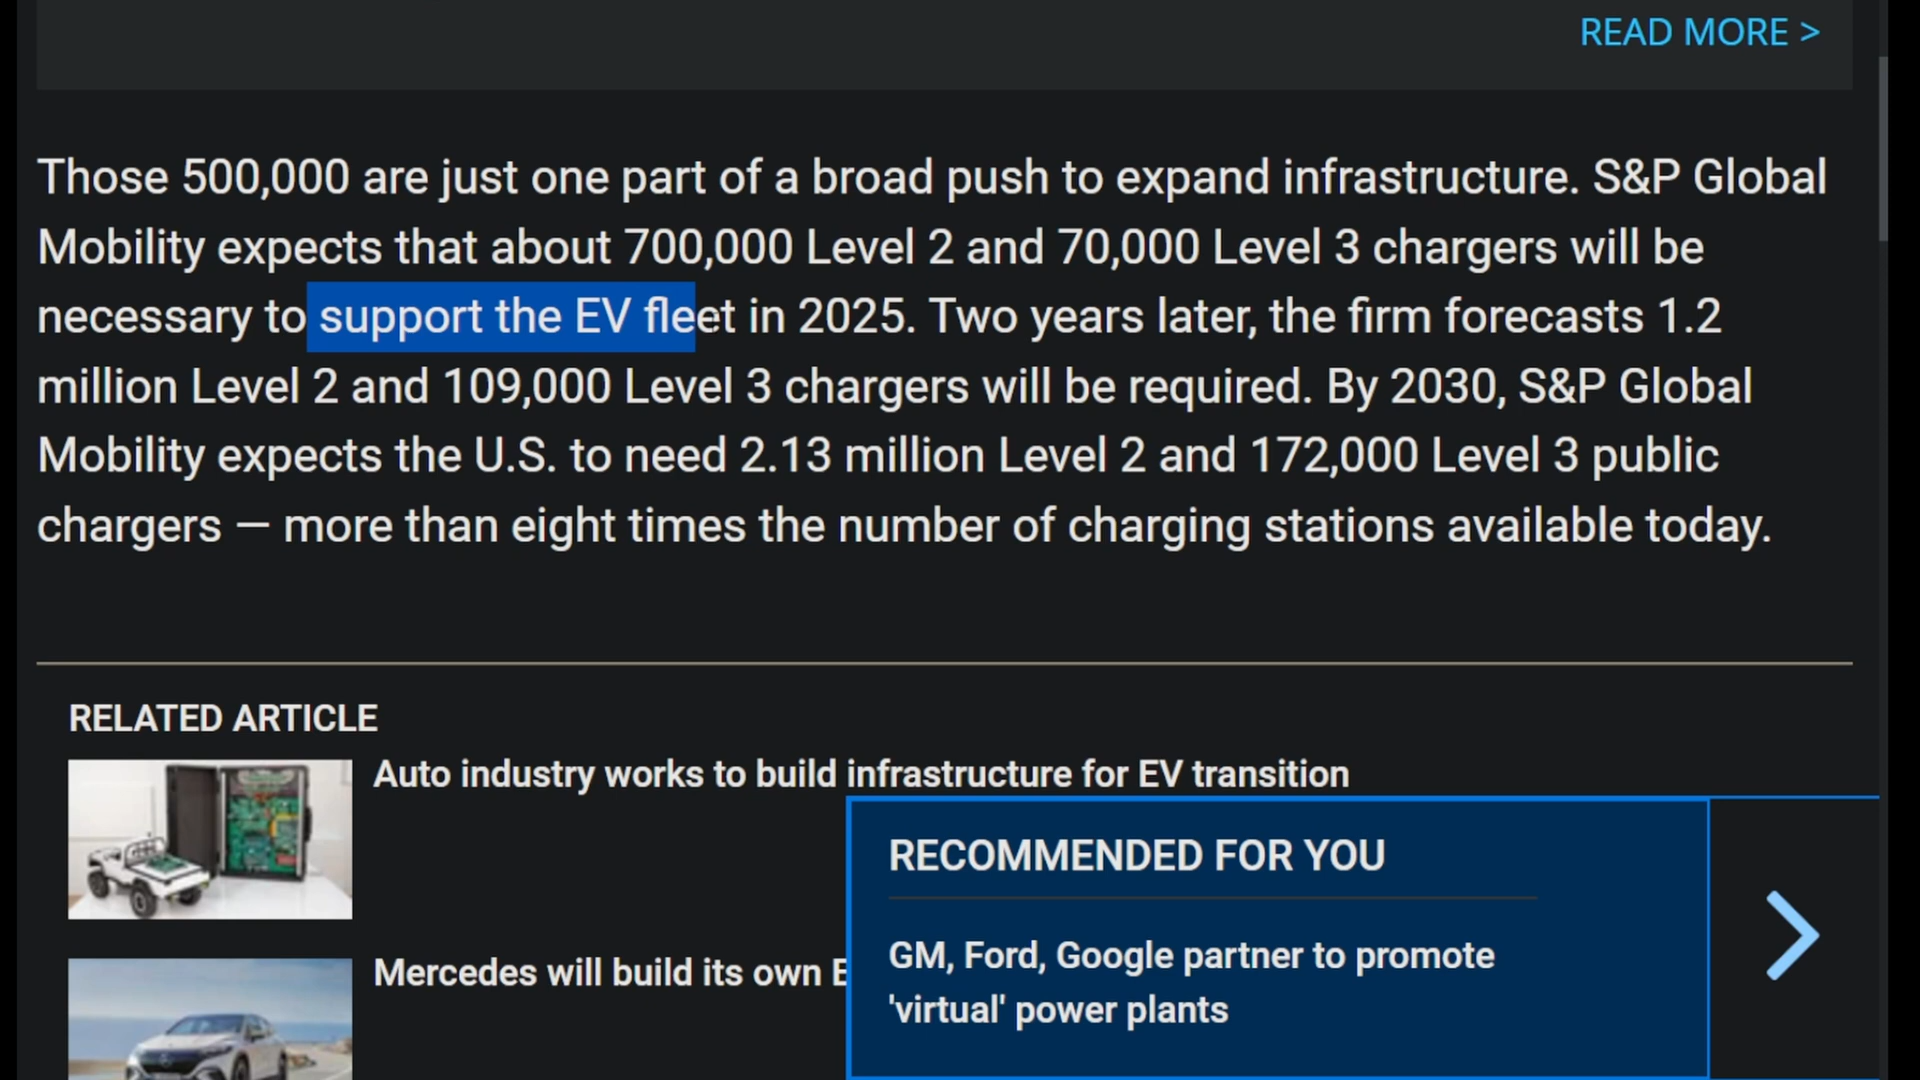 READ MORE >
Those 500,000 are just one part of a broad push to expand infrastructure. S&P Global
Mobility expects that about 700,000 Level 2 and 70,000 Level 3 chargers will be
necessary to support the EV fleet in 2025. Two years later, the firm forecasts 1.2
million Level 2 and 109,000 Level 3 chargers will be required. By 2030, S&P Global
Mobility expects the U.S. to need 2.13 million Level 2 and 172,000 Level 3 public
chargers — more than eight times the number of charging stations available today.
RELATED ARTICLE
Auto industry works to build infrastructure for EV transition
Mercedes will build its own E
RECOMMENDED FOR YOU
GM, Ford, Google partner to promote
'virtual' power plants